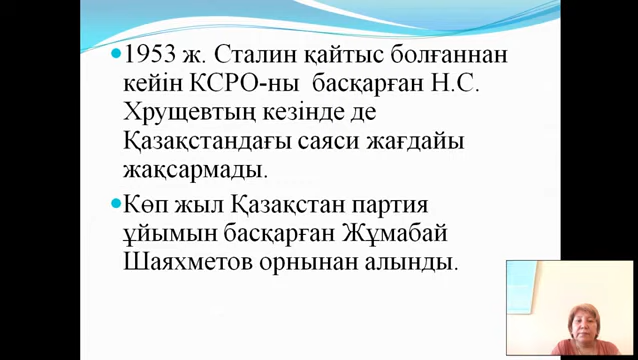 1953 ж. Сталин қайтыс болғаннан
кейін КСРО-ны басқарған Н.С.
Хрущевтың кезінде де
Қазақстандағы саяси жағдайы
жақсармады.
Көп жыл Қазақстан партия
ұйымын басқарған Жұмабай
Шаяхметов орнынан алынды.